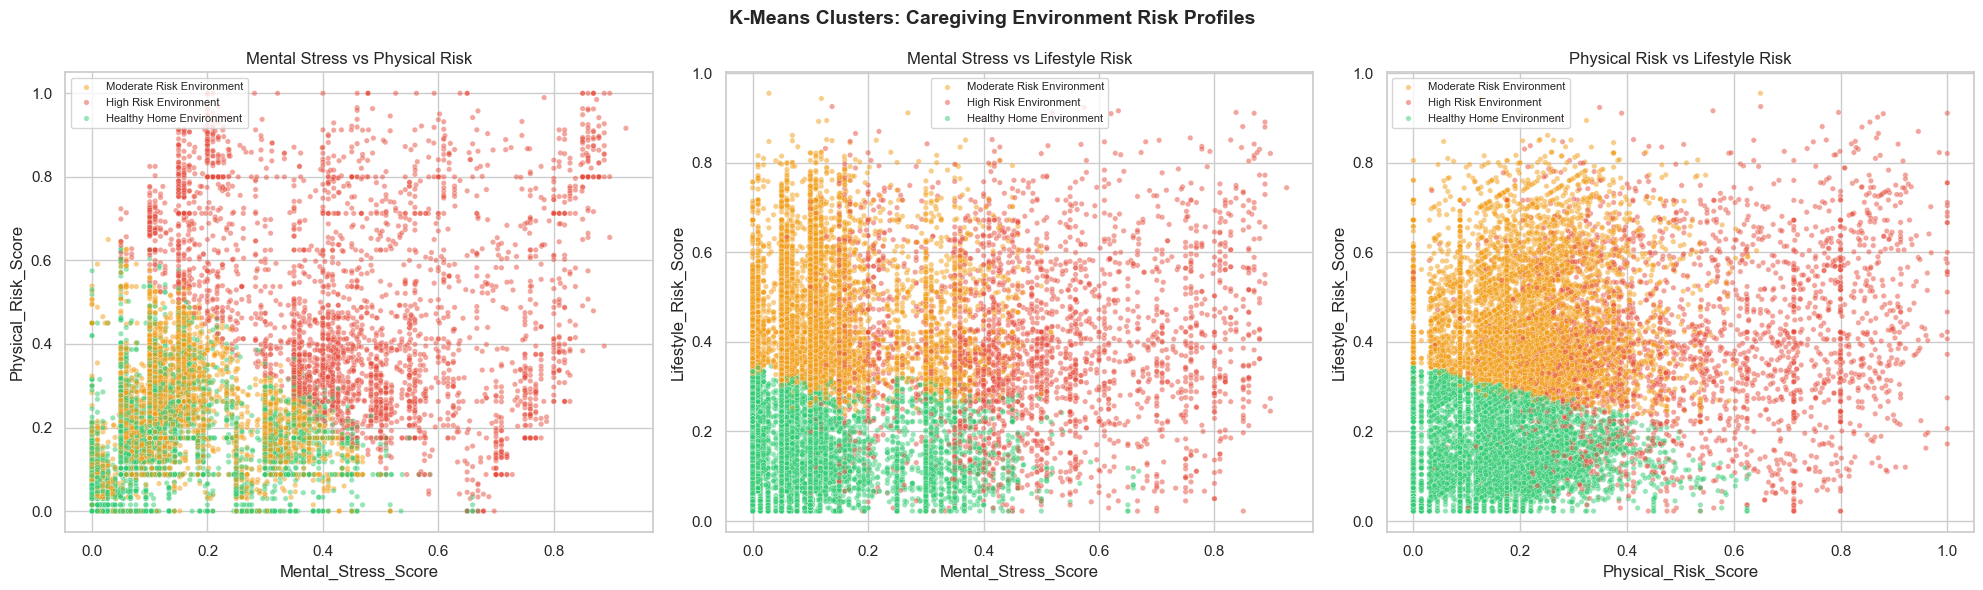 K-Means Clusters: Caregiving Environment Risk Profiles
Mental Stress vs Physical Risk
Moderate Risk Environment
High Risk Environment
Healthy Home Environment
1.0
0.8
0.6
0.4
0.2
0.0
Physical_Risk_Score
0.0 0.2 0.4 0.6 0.8
Mental_Stress_Score
Mental Stress vs Lifestyle Risk
Moderate Risk Environment
High Risk Environment
Healthy Home Environment
1.0
0.8
0.6
0.4
0.2
0.0
Lifestyle_Risk_Score
0.0 0.2 0.4 0.6 0.8
Mental_Stress_Score
Physical Risk vs Lifestyle Risk
Moderate Risk Environment
High Risk Environment
Healthy Home Environment
1.0
0.8
0.6
0.4
0.2
0.0
Lifestyle_Risk_Score
0.0 0.2 0.4 0.6 0.8 1.0
Physical_Risk_Score